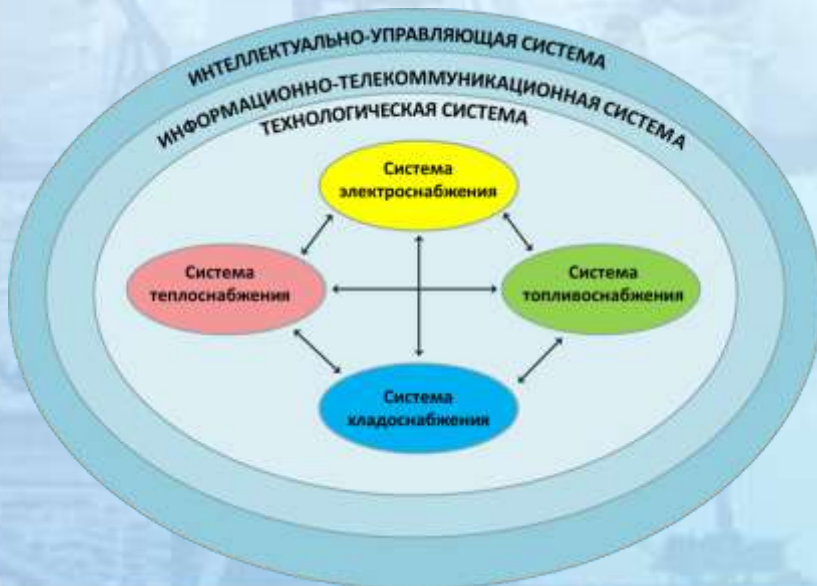 ИНТЕЛЛЕКТУАЛЬНО-УПРАВЛЯЮЩАЯ СИСТЕМА
ИНФОРМАЦИОННО-ТЕЛЕКОММУНИКАЦИОННАЯ СИСТЕМА
ТЕХНОЛОГИЧЕСКАЯ СИСТЕМА
Система
электроснабжения
Система
теплоснабжения
Система
топливоснабжения
Система
хладоснабжения